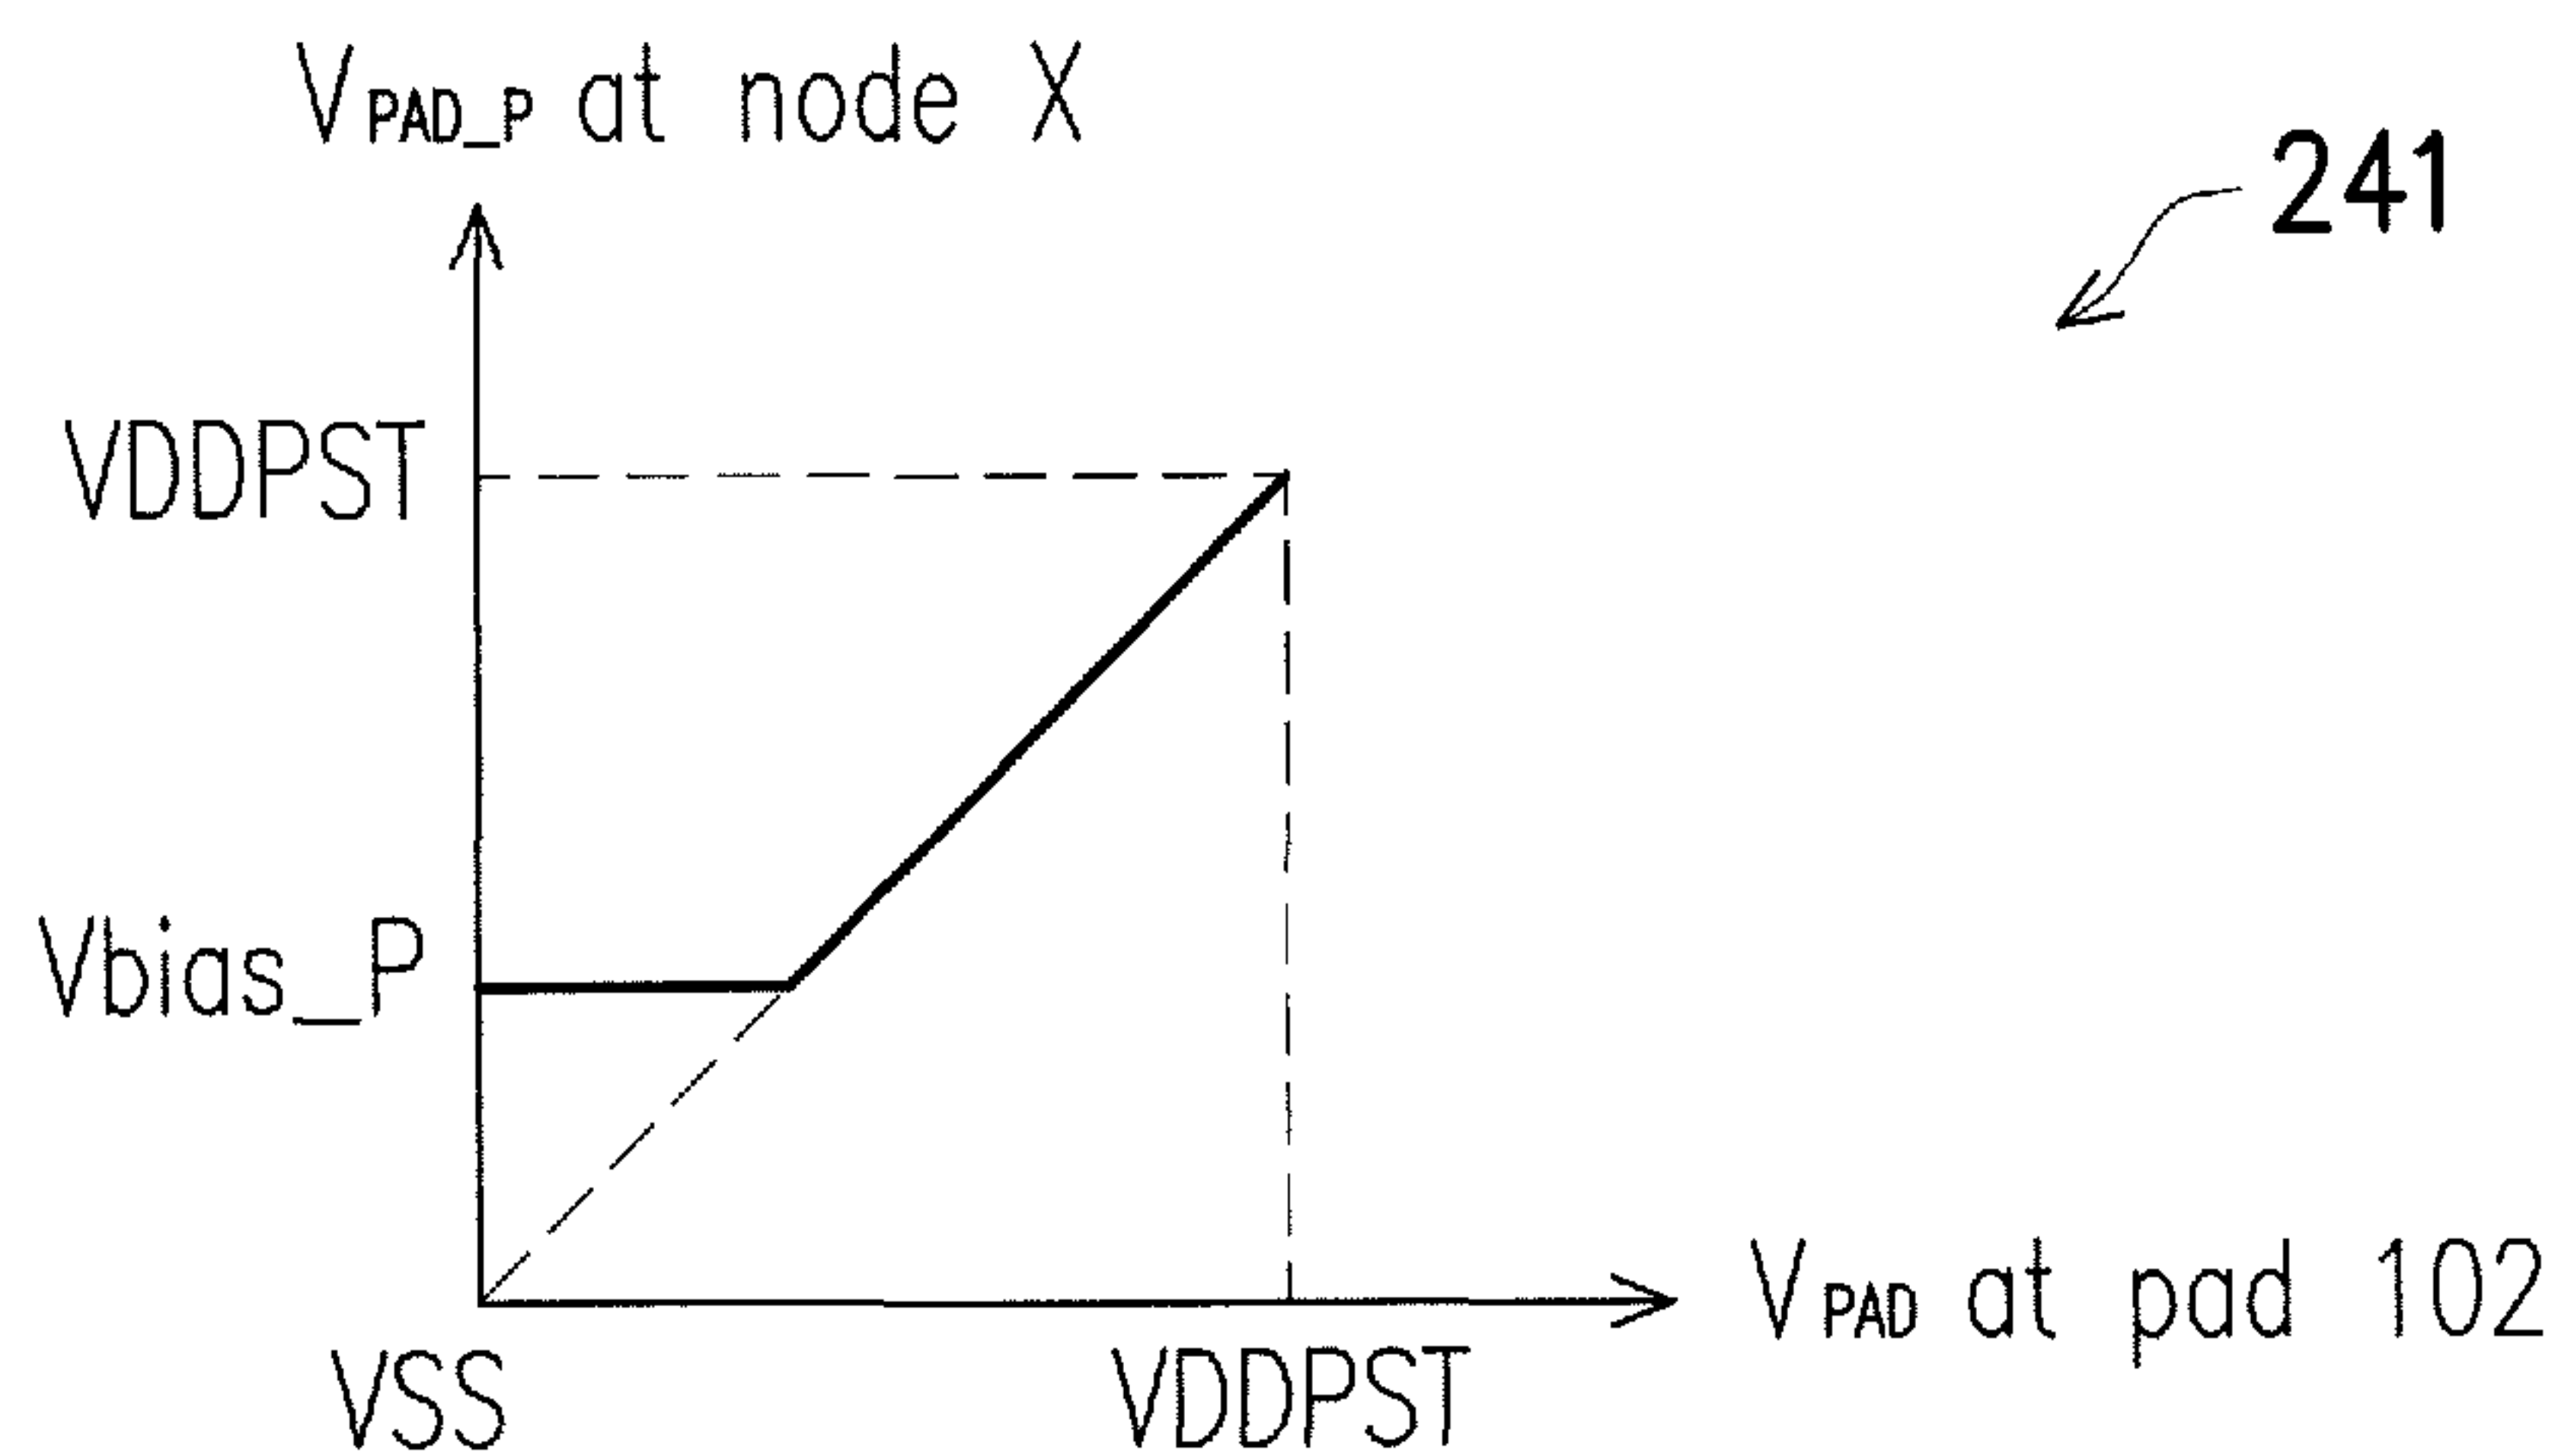 VPAD_P at node X
241
VDDPST
Vbias_P
VPAD at pad 102
VSS
VDDPST